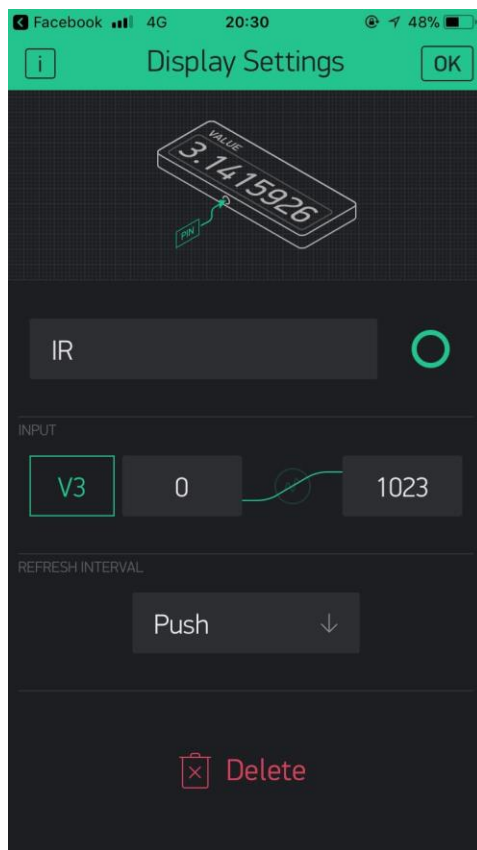 Facebook 4G 20:30 48%
i Display Settings OK
VALUE
3.1415926
PIN
IR
INPUT
V3 0 1023
REFRESH INTERVAL
Push
Delete